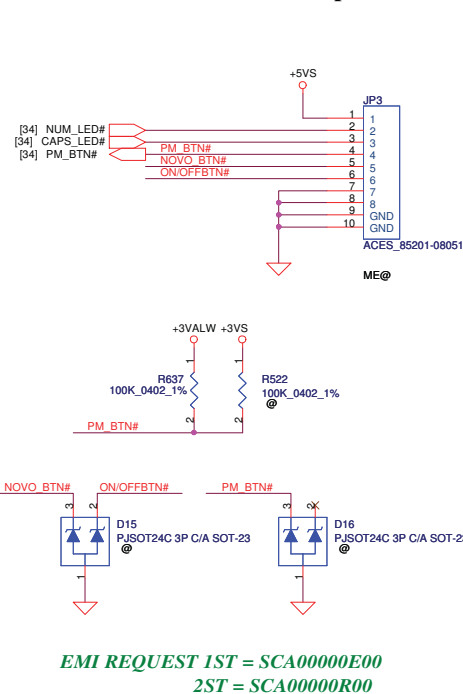 +5VS
JP3
[34] NUM_LED#
[34] CAPS_LED#
[34] PM_BTN#
PM_BTN#
NOVO_BTN#
ON/OFFBTN#
1 1
2 2
3 3
4 4
5 5
6 6
7 7
8 8
9 GND
10 GND
ACES_85201-08051
ME@
+3VALW +3VS
1 1
R637 R522
100K_0402_1% 100K_0402_1%
@
2 2
PM_BTN#
NOVO_BTN# ON/OFFBTN# PM_BTN#
3 2 3 2
D15 D16
PJSOT24C 3P C/A SOT-23 PJSOT24C 3P C/A SOT-2
@ @
1 1
EMI REQUEST 1ST = SCA00000E00
2ST = SCA00000R00